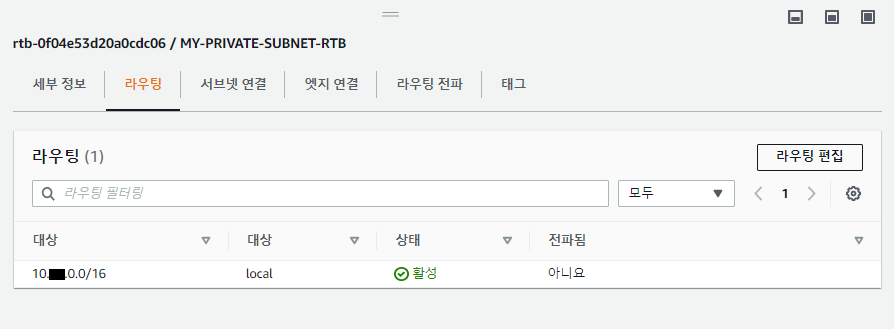 rtb-0f04e53d20a0cdc06 / MY-PRIVATE-SUBNET-RTB
세부 정보 라우팅 서브넷 연결 엣지 연결 라우팅 전파 태그
라우팅 (1) 라우팅 편집
라우팅 필터링 모두 1
대상 대상 상태 전파됨
10. .0.0/16 local 활성 아니요